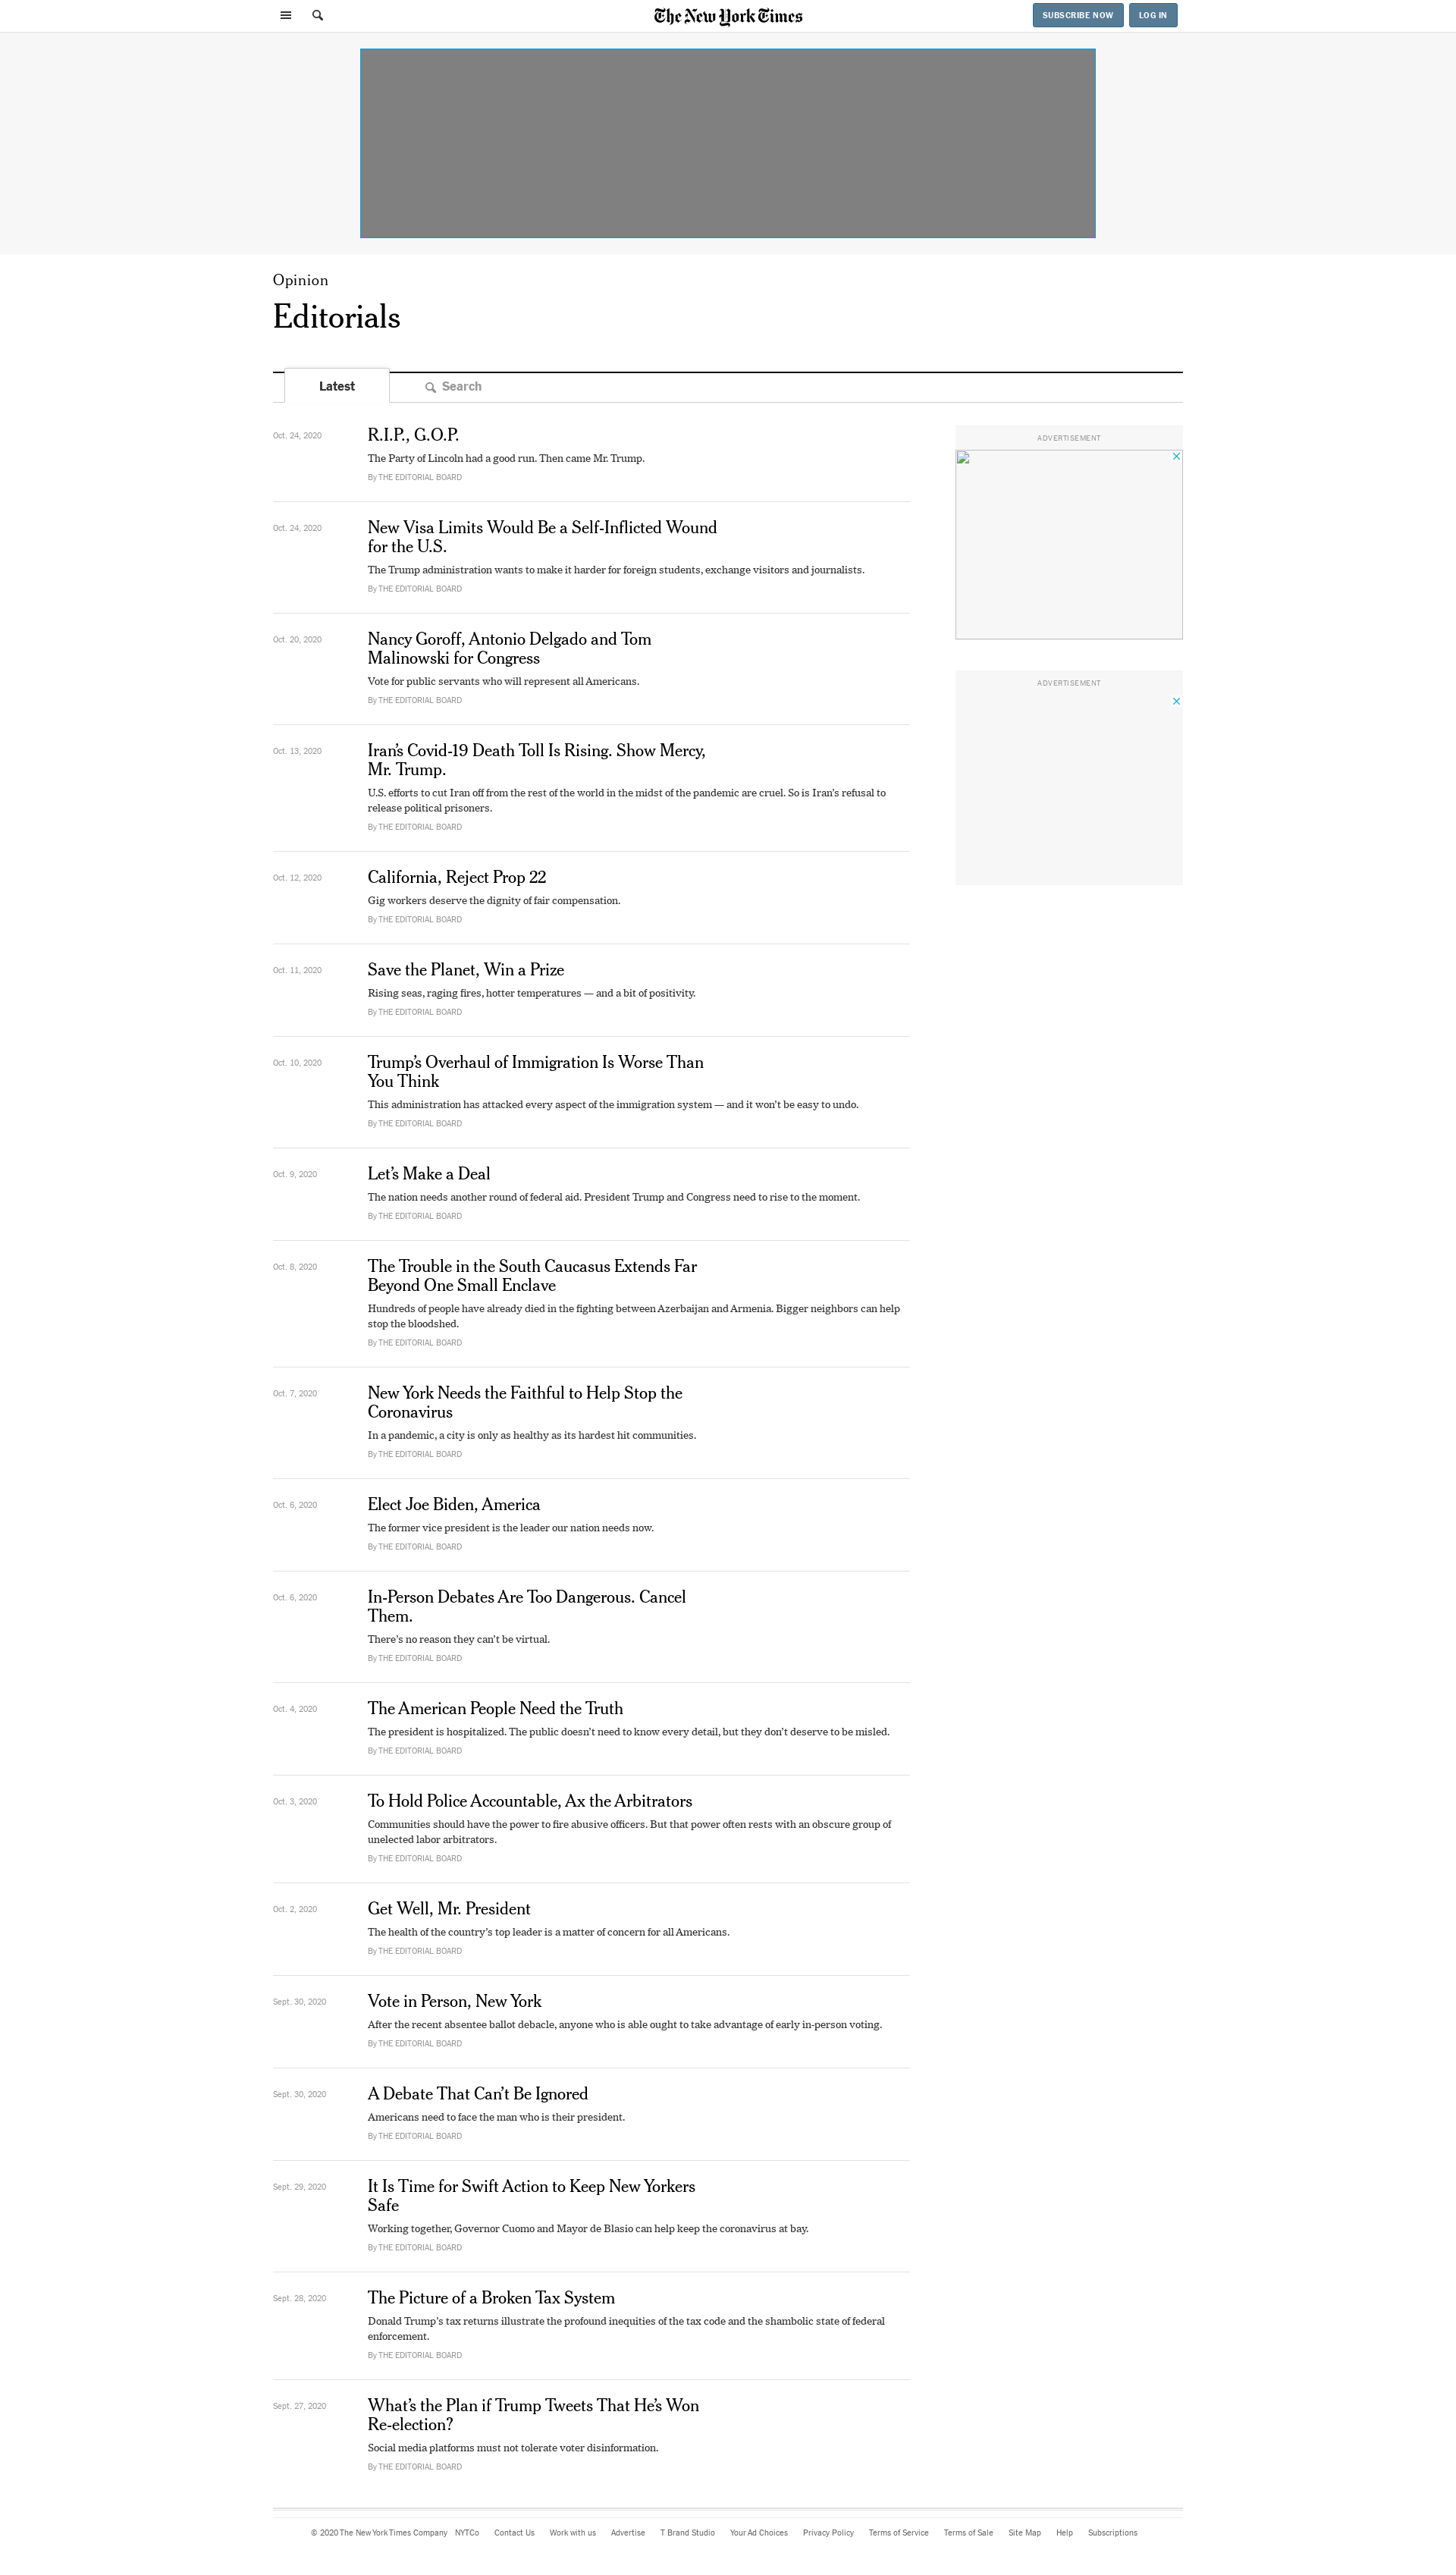 The New York Times
SUBSCRIBE NOW
LOG IN
Opinion
Editorials
Latest
Search
Oct. 24, 2020
R.I.P., G.O.P.
The Party of Lincoln had a good run. Then came Mr. Trump.
By THE EDITORIAL BOARD
ADVERTISEMENT
Oct. 24, 2020
New Visa Limits Would Be a Self-Inflicted Wound
for the U.S.
The Trump administration wants to make it harder for foreign students, exchange visitors and journalists.
By THE EDITORIAL BOARD
Oct. 20, 2020
Nancy Goroff, Antonio Delgado and Tom
Malinowski for Congress
Vote for public servants who will represent all Americans.
By THE EDITORIAL BOARD
ADVERTISEMENT
Oct. 13, 2020
Iran’s Covid-19 Death Toll Is Rising. Show Mercy,
Mr. Trump.
U.S. efforts to cut Iran off from the rest of the world in the midst of the pandemic are cruel. So is Iran’s refusal to
release political prisoners.
By THE EDITORIAL BOARD
Oct. 12, 2020
California, Reject Prop 22
Gig workers deserve the dignity of fair compensation.
By THE EDITORIAL BOARD
Oct. 11, 2020
Save the Planet, Win a Prize
Rising seas, raging fires, hotter temperatures — and a bit of positivity.
By THE EDITORIAL BOARD
Oct. 10, 2020
Trump’s Overhaul of Immigration Is Worse Than
You Think
This administration has attacked every aspect of the immigration system — and it won’t be easy to undo.
By THE EDITORIAL BOARD
Oct. 9, 2020
Let’s Make a Deal
The nation needs another round of federal aid. President Trump and Congress need to rise to the moment.
By THE EDITORIAL BOARD
Oct. 8, 2020
The Trouble in the South Caucasus Extends Far
Beyond One Small Enclave
Hundreds of people have already died in the fighting between Azerbaijan and Armenia. Bigger neighbors can help
stop the bloodshed.
By THE EDITORIAL BOARD
Oct. 7, 2020
New York Needs the Faithful to Help Stop the
Coronavirus
In a pandemic, a city is only as healthy as its hardest hit communities.
By THE EDITORIAL BOARD
Oct. 6, 2020
Elect Joe Biden, America
The former vice president is the leader our nation needs now.
By THE EDITORIAL BOARD
Oct. 6, 2020
In-Person Debates Are Too Dangerous. Cancel
Them.
There’s no reason they can’t be virtual.
By THE EDITORIAL BOARD
Oct. 4, 2020
The American People Need the Truth
The president is hospitalized. The public doesn’t need to know every detail, but they don’t deserve to be misled.
By THE EDITORIAL BOARD
Oct. 3, 2020
To Hold Police Accountable, Ax the Arbitrators
Communities should have the power to fire abusive officers. But that power often rests with an obscure group of
unelected labor arbitrators.
By THE EDITORIAL BOARD
Oct. 2, 2020
Get Well, Mr. President
The health of the country’s top leader is a matter of concern for all Americans.
By THE EDITORIAL BOARD
Sept. 30, 2020
Vote in Person, New York
After the recent absentee ballot debacle, anyone who is able ought to take advantage of early in-person voting.
By THE EDITORIAL BOARD
Sept. 30, 2020
A Debate That Can’t Be Ignored
Americans need to face the man who is their president.
By THE EDITORIAL BOARD
Sept. 29, 2020
It Is Time for Swift Action to Keep New Yorkers
Safe
Working together, Governor Cuomo and Mayor de Blasio can help keep the coronavirus at bay.
By THE EDITORIAL BOARD
Sept. 28, 2020
The Picture of a Broken Tax System
Donald Trump’s tax returns illustrate the profound inequities of the tax code and the shambolic state of federal
enforcement.
By THE EDITORIAL BOARD
Sept. 27, 2020
What’s the Plan if Trump Tweets That He’s Won
Re-election?
Social media platforms must not tolerate voter disinformation.
By THE EDITORIAL BOARD
© 2020 The New York Times Company NYTCo Contact Us Work with us Advertise T Brand Studio Your Ad Choices Privacy Policy Terms of Service Terms of Sale Site Map Help Subscriptions